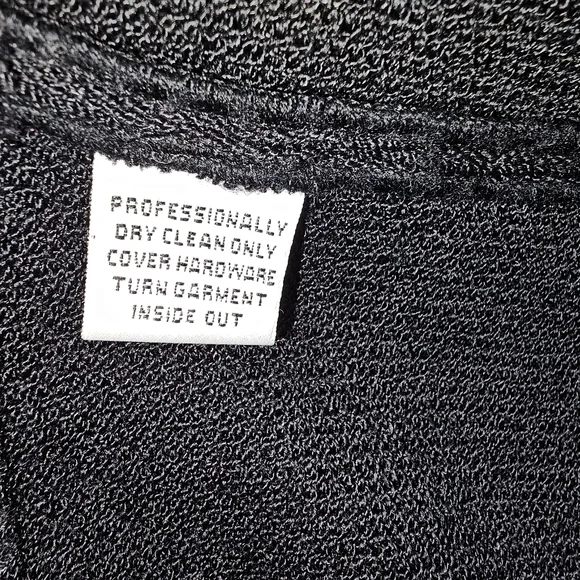 PROFESSIONALLY
DRY CLEAN ONLY
COVER HARDWARE
TURN GARMENT
INSIDE OUT